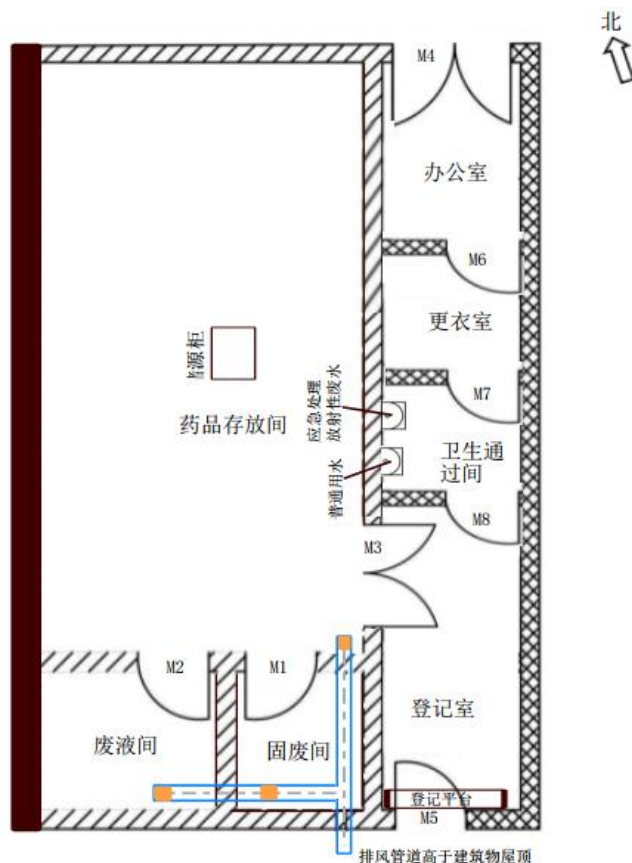 北
M4
办公室
M6
更衣室
贮源柜
M7
应急处理
放射性废水
药品存放间
卫生通
过间
普通用水
M8
M3
M2
M1
登记室
废液间
固废间
登记平台
M5
排风管道高于建筑物屋顶